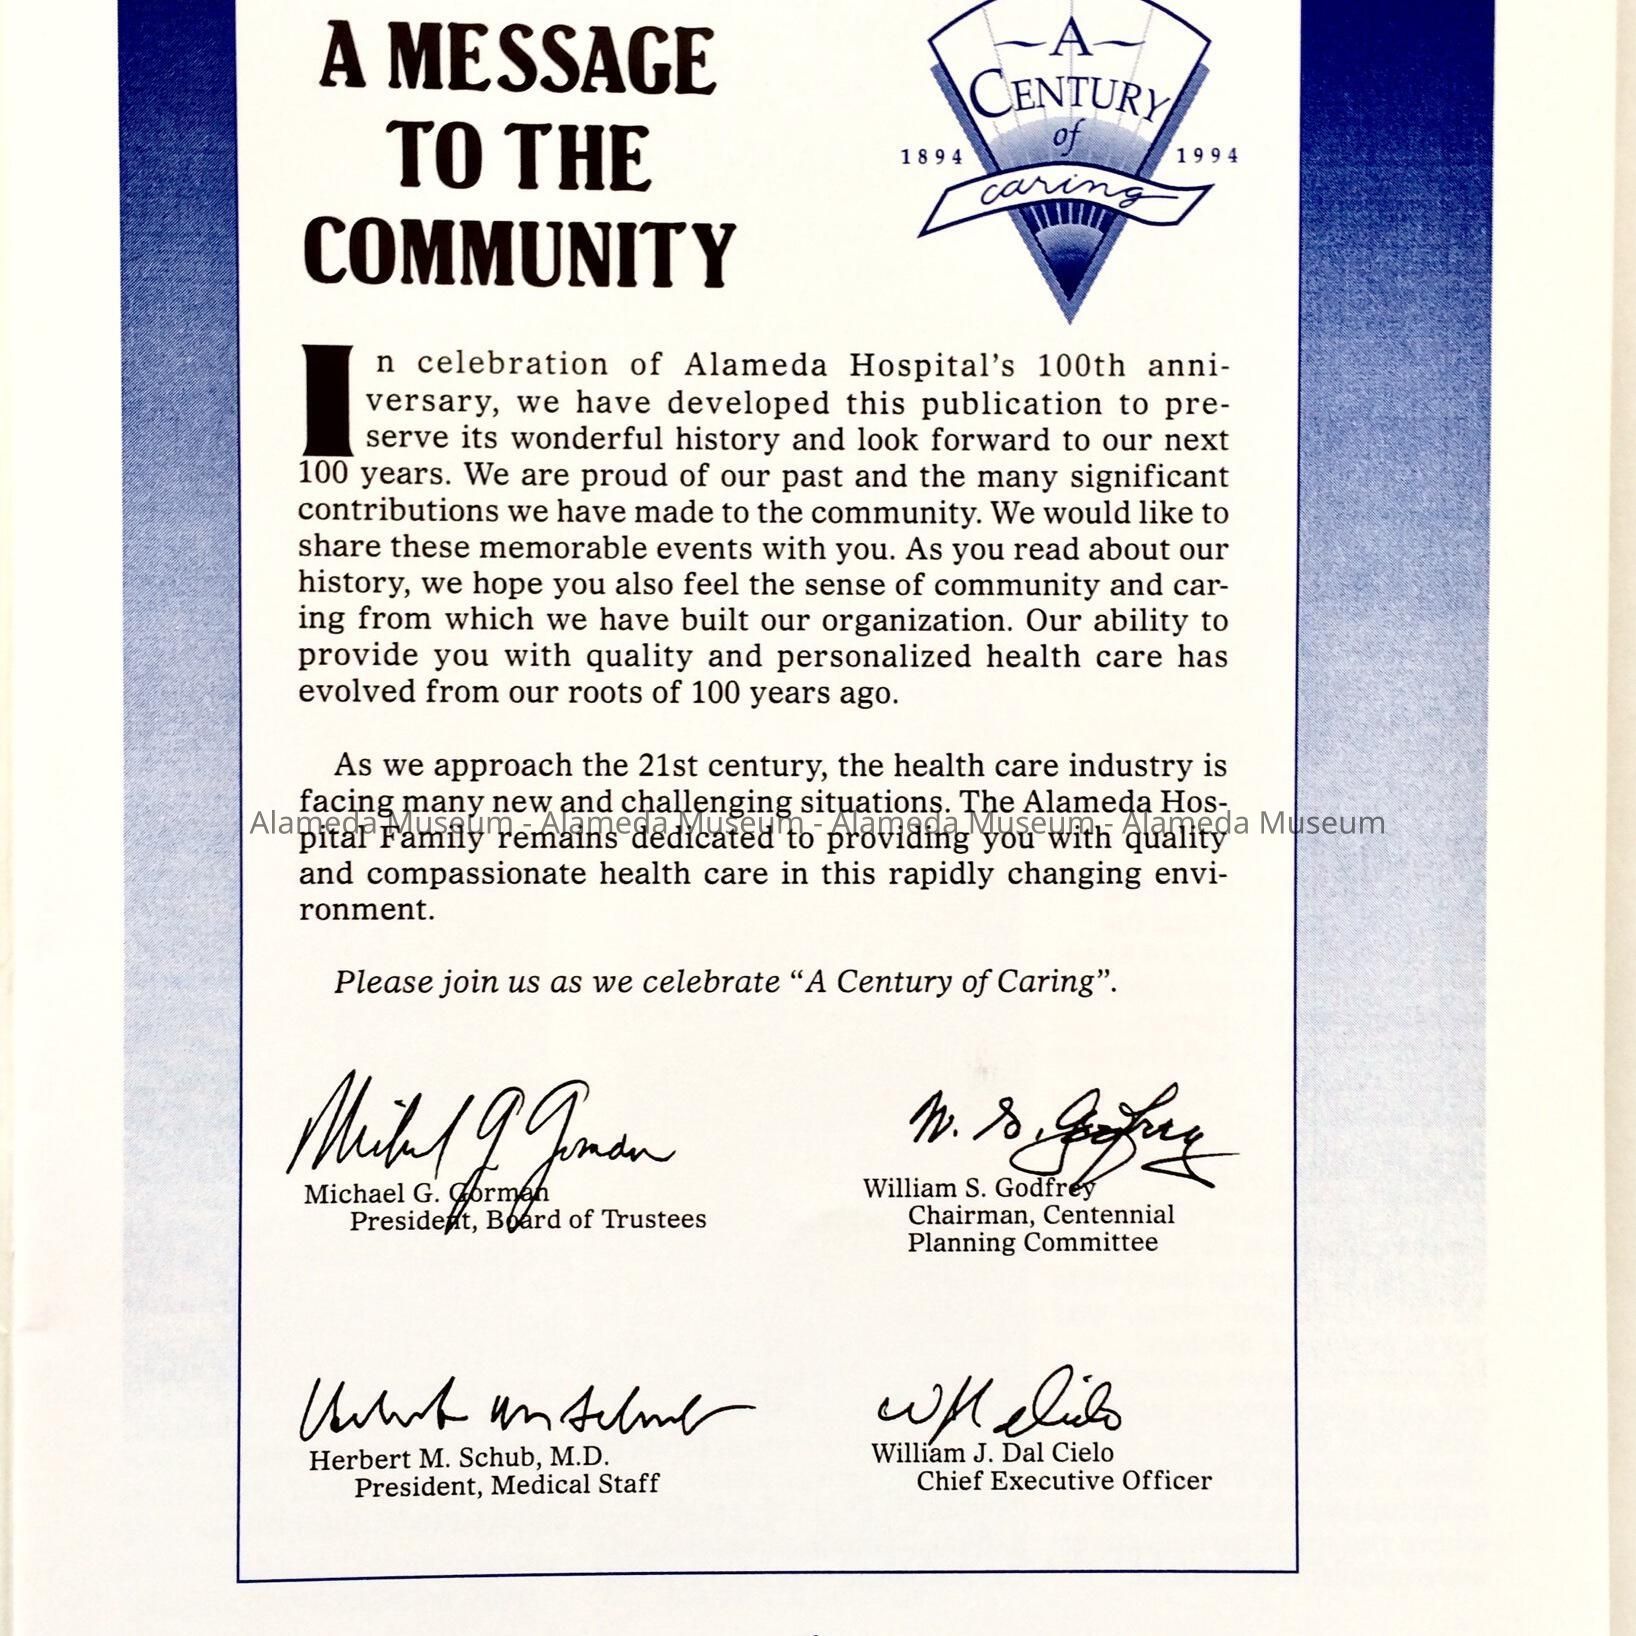 A MESSAGE
TO THE
COMMUNITY
A
CENTURY
of
1894 1994
caring
In celebration of Alameda Hospital's 100th anni-
versary, we have developed this publication to pre-
serve its wonderful history and look forward to our next
100 years. We are proud of our past and the many significant
contributions we have made to the community. We would like to
share these memorable events with you. As you read about our
history, we hope you also feel the sense of community and car-
ing from which we have built our organization. Our ability to
provide you with quality and personalized health care has
evolved from our roots of 100 years ago.
As we approach the 21st century, the health care industry is
facing many new and challenging situations. The Alameda Hos-
Alameda Museum - Alameda Museum - Alameda Museum - Alameda Museum
pital Family remains dedicated to providing you with quality
and compassionate health care in this rapidly changing envi-
ronment.
Please join us as we celebrate “A Century of Caring”.
Michael G. Gorman
Michael G. Gorman
President, Board of Trustees
W. S. Godfrey
William S. Godfrey
Chairman, Centennial
Planning Committee
Herbert M Schub
Herbert M. Schub, M.D.
President, Medical Staff
William J. Dal Cielo
Chief Executive Officer